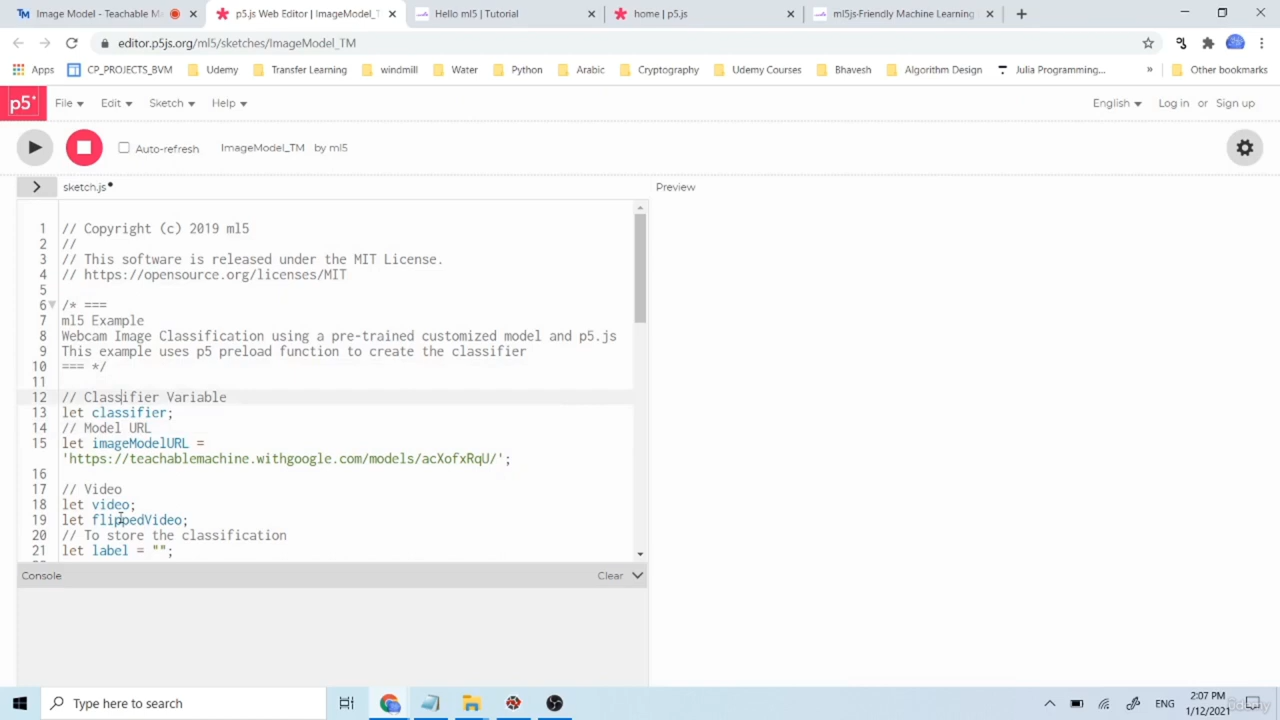 Image Model - Teachable Ma
p5.js Web Editor | ImageModel_T
Hello ml5 | Tutorial
home | p5.js
ml5js·Friendly Machine Learning
editor.p5js.org/ml5/sketches/ImageModel_TM
Apps
CP_PROJECTS_BVM
Udemy
Transfer Learning
windmill
Water
Python
Arabic
Cryptography
Udemy Courses
Bhavesh
Algorithm Design
Julia Programming...
»
Other bookmarks
p5*
File
Edit
Sketch
Help
English
Log in or Sign up
Auto-refresh
ImageModel_TM by ml5
sketch.js
Preview
1 // Copyright (c) 2019 ml5
2 //
3 // This software is released under the MIT License.
4 // https://opensource.org/licenses/MIT
5
6 /* ===
7 ml5 Example
8 Webcam Image Classification using a pre-trained customized model and p5.js
9 This example uses p5 preload function to create the classifier
10 === */
11
12 // Classifier Variable
13 let classifier;
14 // Model URL
15 let imageModelURL =
'https://teachablemachine.withgoogle.com/models/acXofxRqU/';
16
17 // Video
18 let video;
19 let flippedVideo;
20 // To store the classification
21 let label = "";
Console
Clear
Type here to search
ENG
2:07 PM
1/12/2021
Udemy